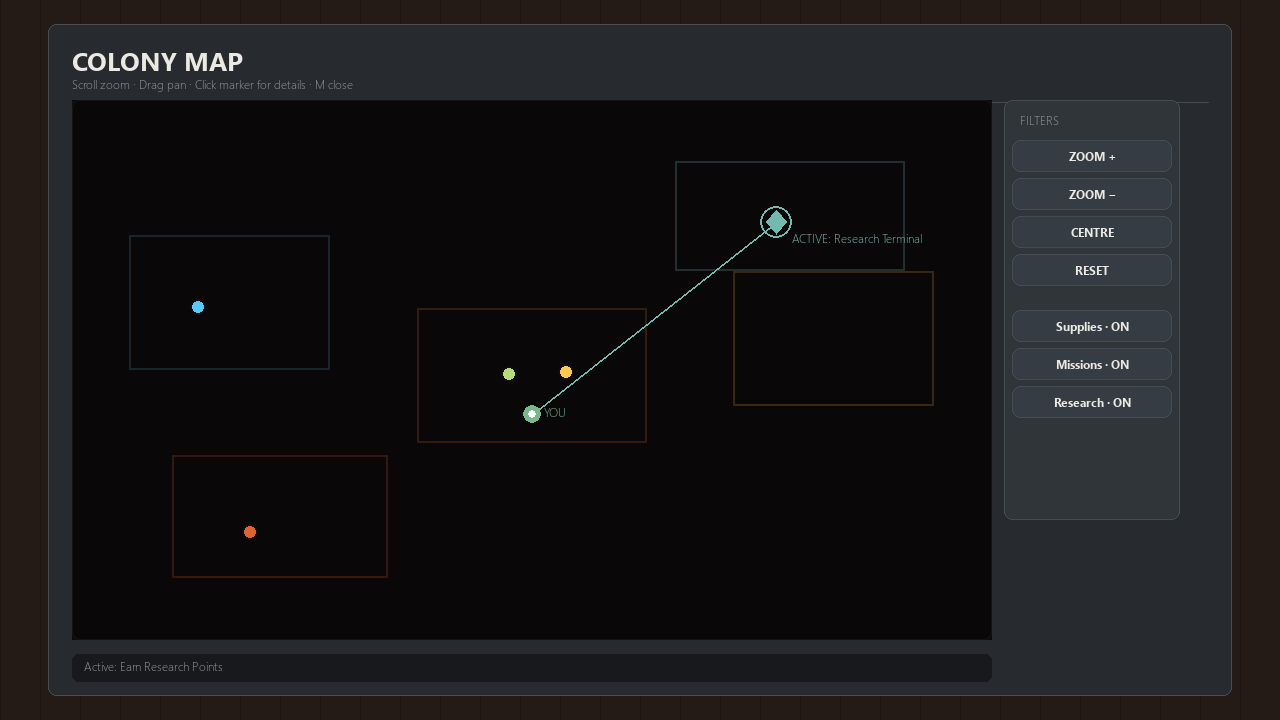 COLONY MAP
Scroll zoom · Drag pan · Click marker for details · M close
FILTERS
ZOOM +
ZOOM −
CENTRE
RESET
Supplies · ON
Missions · ON
Research · ON
ACTIVE: Research Terminal
YOU
Active: Earn Research Points